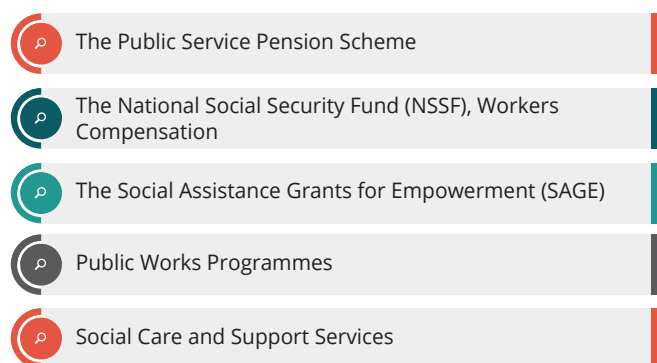 The Public Service Pension Scheme
The National Social Security Fund (NSSF), Workers
Compensation
The Social Assistance Grants for Empowerment (SAGE)
Public Works Programmes
Social Care and Support Services